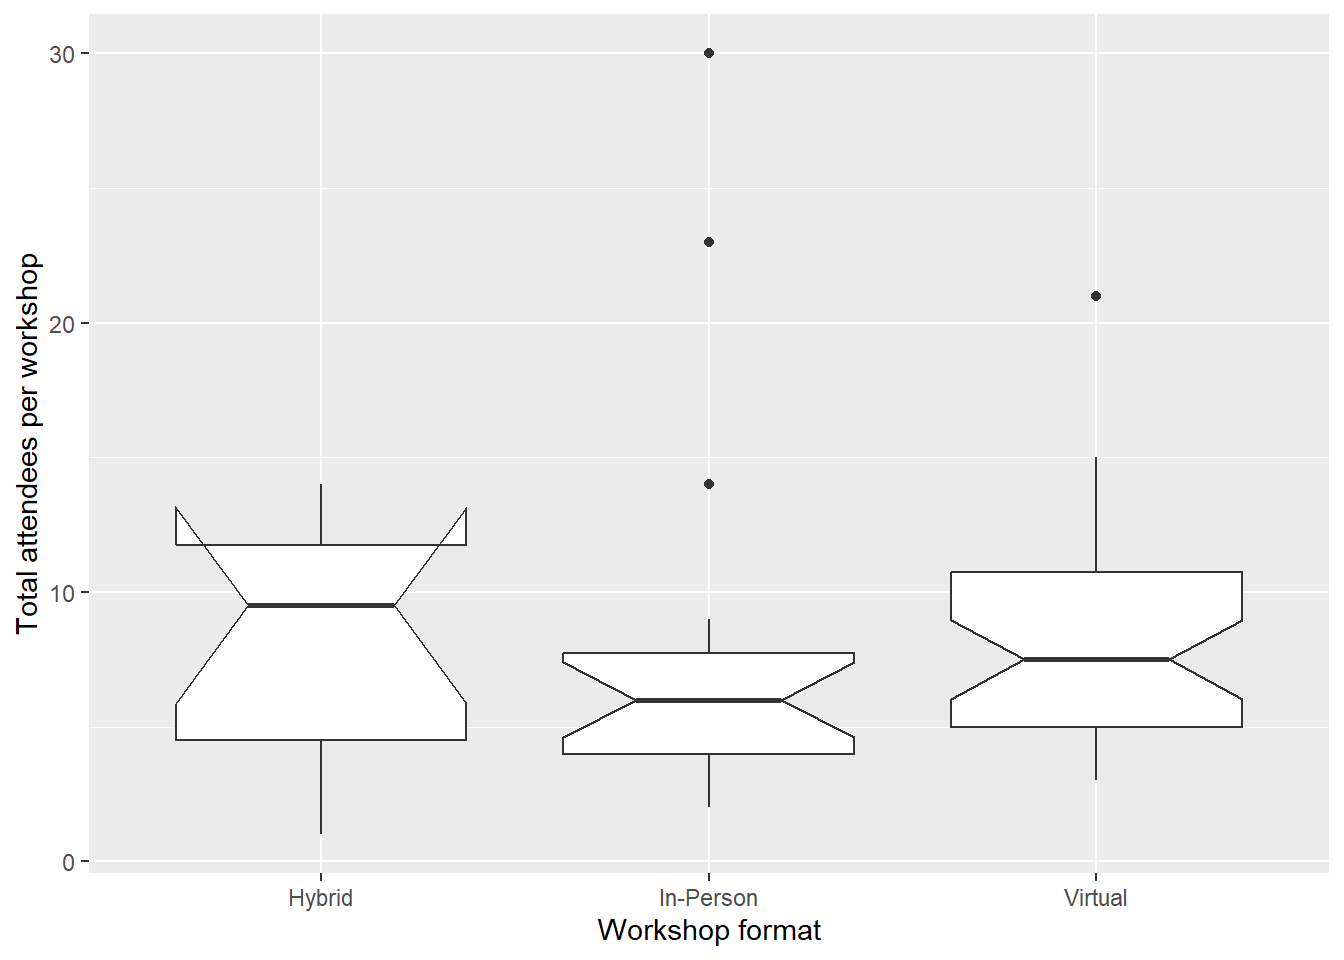 Total attendees per workshop
30
20
10
0
Hybrid
In-Person
Virtual
Workshop format